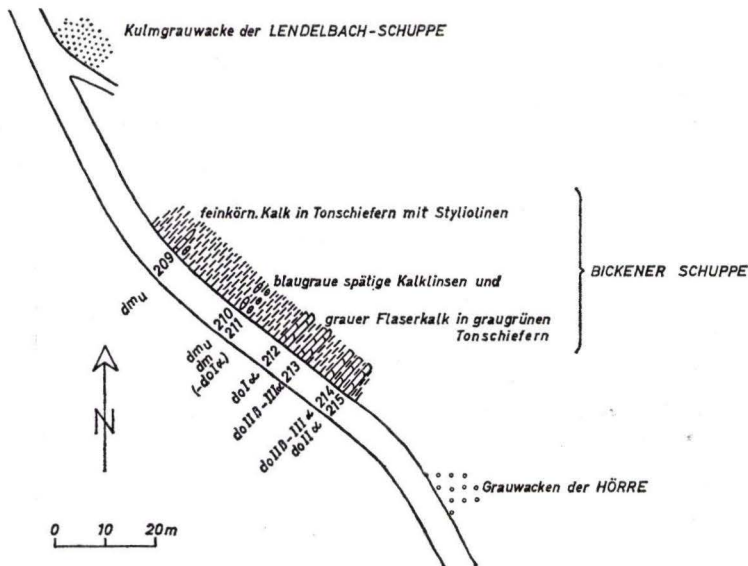 Kulmgrauwacke der LENDELBACH-SCHUPPE
feinkörn. Kalk in Tonschiefern mit Styliolinen
blaugraue spätige Kalklinsen und
BICKENER SCHUPPE
grauer Flaserkalk in graugrünen
Tonschiefern
209
210
211
212
213
214
215
dmu
dmu
dm
(-doIα)
doIα
doIIβ-IIIα
doIIβ-IIIα
doIIα
N
Grauwacken der HÖRRE
0 10 20m